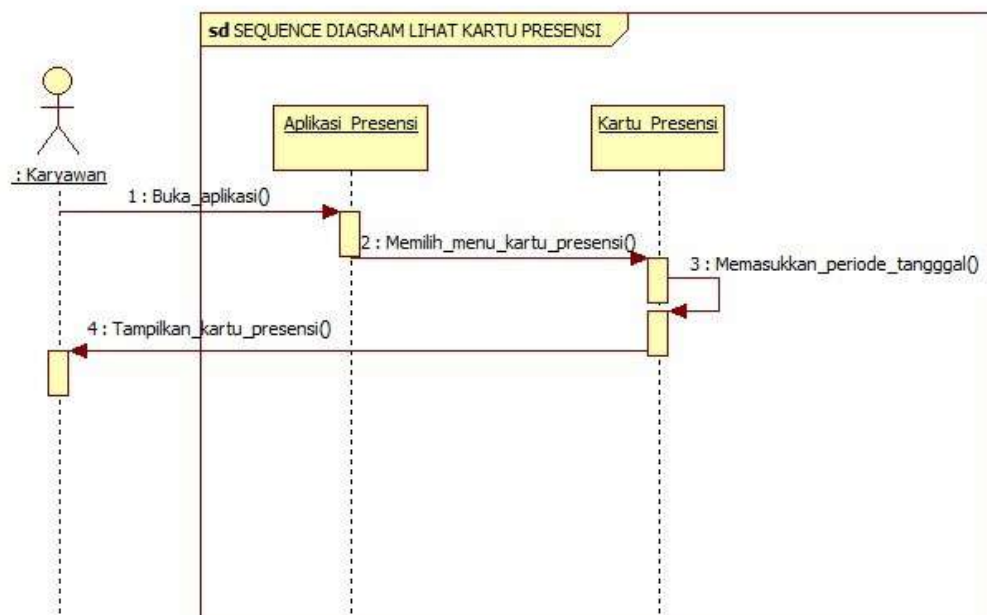 sd SEQUENCE DIAGRAM LIHAT KARTU PRESENSI
Aplikasi_Presensi
Kartu_Presensi
: Karyawan
1 : Buka_aplikasi()
2 : Memilih_menu_kartu_presensi()
3 : Memasukkan_periode_tangggal()
4 : Tampilkan_kartu_presensi()